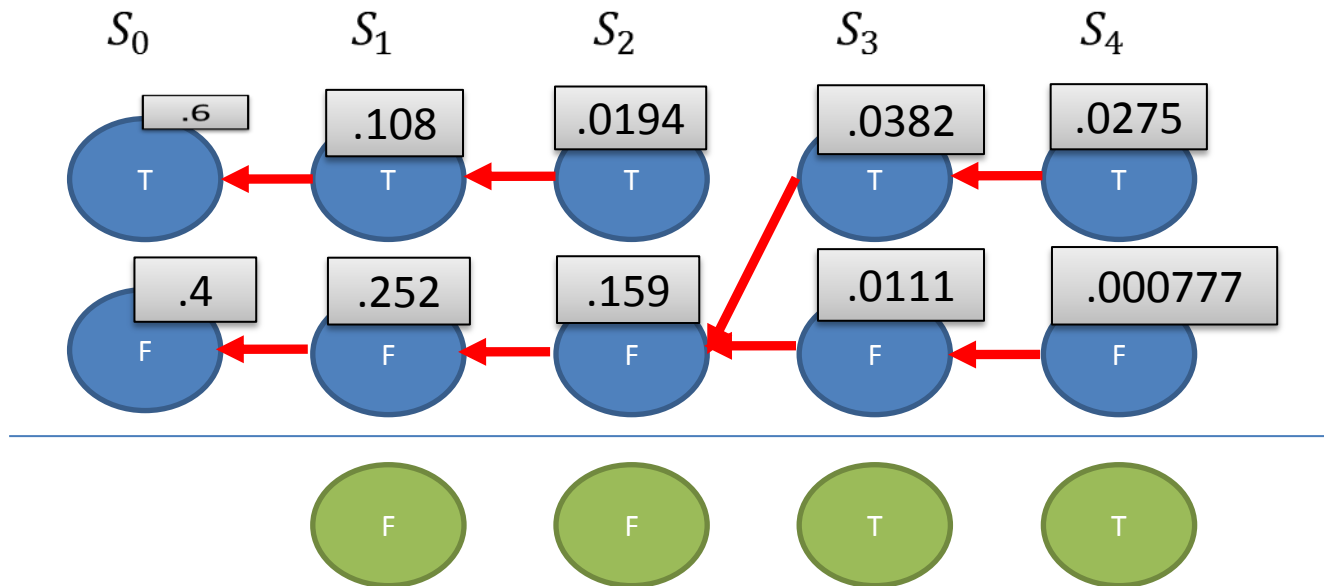 S₀ S₁ S₂ S₃ S₄
.6 .108 .0194 .0382 .0275
T T T T T
.4 .252 .159 .0111 .000777
F F F F F
F F T T